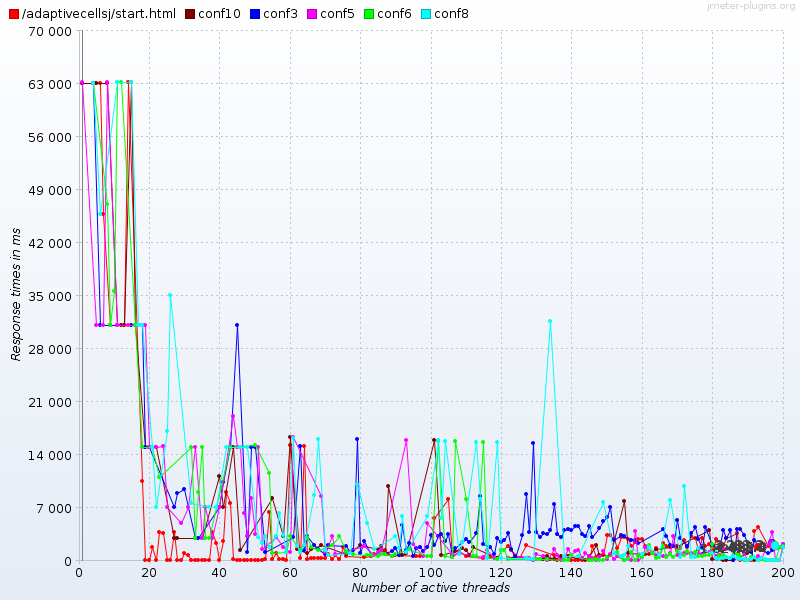 jmeter-plugins.org
/adaptivecellsj/start.html conf10 conf3 conf5 conf6 conf8
70 000
63 000
56 000
49 000
42 000
35 000
28 000
21 000
14 000
7 000
0
Response times in ms
0 20 40 60 80 100 120 140 160 180 200
Number of active threads